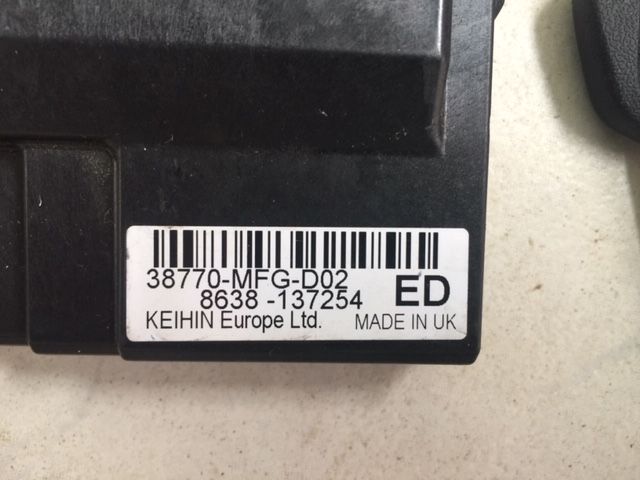 38770-MFG-D02
8638 -137254 ED
KEIHIN Europe Ltd. MADE IN UK